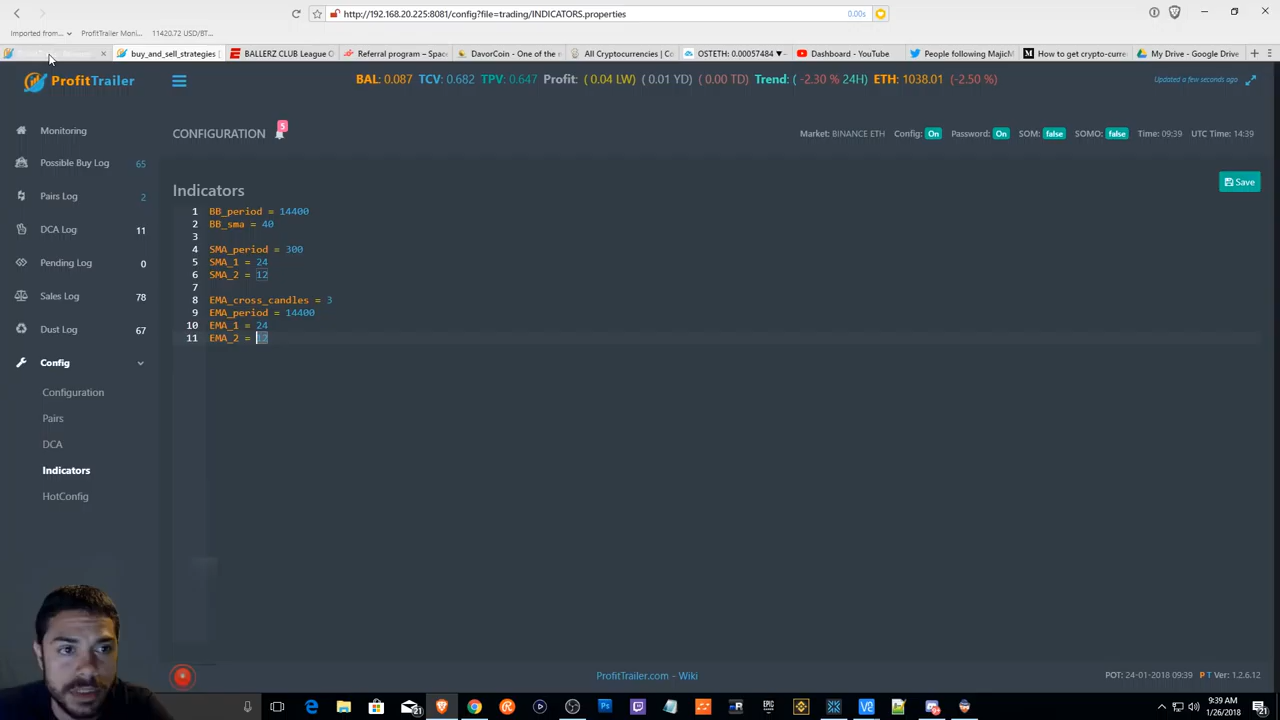 http://192.168.20.225:8081/config?file=trading/INDICATORS.properties
0.00s
Imported from...
ProfitTrailer Moni...
11420.72 USD/BT...
buy_and_sell_strategies
BALLERZ CLUB League O
Referral program – Spac
DavorCoin - One of the n
All Cryptocurrencies | Co
OSTETH: 0.00057484
Dashboard - YouTube
People following MajicM
How to get crypto-curre
My Drive - Google Drive
ProfitTrailer
BAL: 0.087 TCV: 0.682 TPV: 0.647 Profit: ( 0.04 LW) ( 0.01 YD) ( 0.00 TD) Trend: ( -2.30 % 24H) ETH: 1038.01 (-2.50 %)
Updated a few seconds ago
Monitoring
Possible Buy Log 65
Pairs Log 2
DCA Log 11
Pending Log 0
Sales Log 78
Dust Log 67
Config
Configuration
Pairs
DCA
Indicators
HotConfig
CONFIGURATION 5
Market: BINANCE ETH Config: On Password: On SOM: false SOMO: false Time: 09:39 UTC Time: 14:39
Indicators
Save
1 BB_period = 14400
2 BB_sma = 40
3
4 SMA_period = 300
5 SMA_1 = 24
6 SMA_2 = 12
7
8 EMA_cross_candles = 3
9 EMA_period = 14400
10 EMA_1 = 24
11 EMA_2 = 12
ProfitTrailer.com - Wiki
POT: 24-01-2018 09:39 P T Ver: 1.2.6.12
21
9:39 AM
1/26/2018